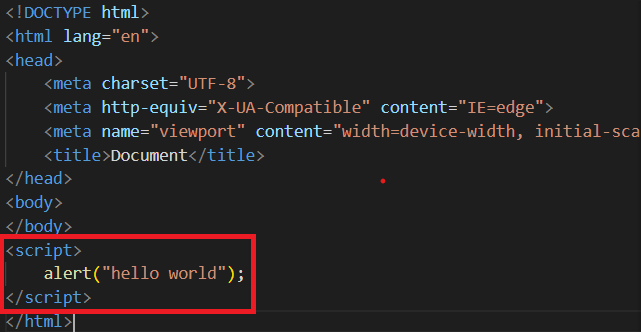 <!DOCTYPE html>
<html lang="en">
<head>
    <meta charset="UTF-8">
    <meta http-equiv="X-UA-Compatible" content="IE=edge">
    <meta name="viewport" content="width=device-width, initial-sca
    <title>Document</title>
</head>
<body>
</body>
<script>
    alert("hello world");
</script>
</html>